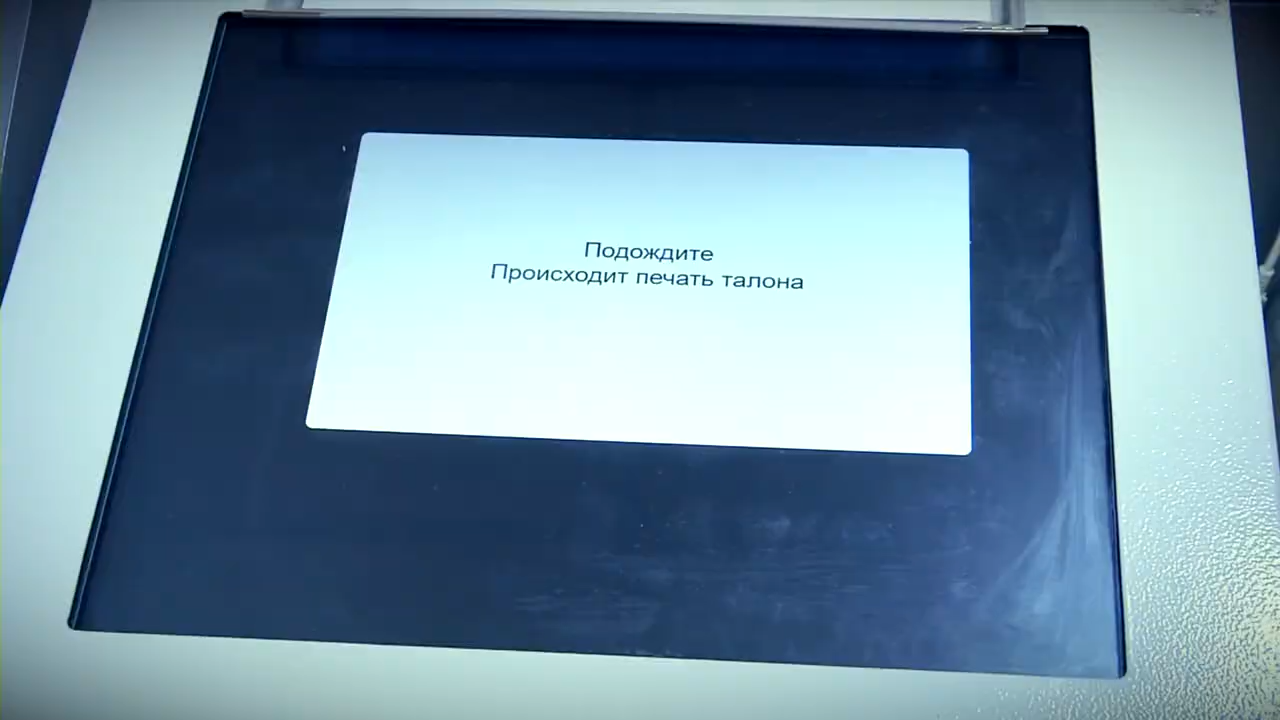 Подождите
Происходит печать талона